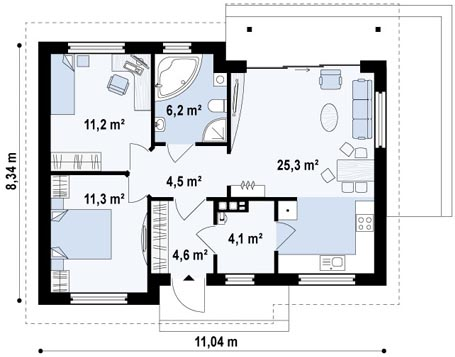 6,2 m²
11,2 m²
25,3 m²
4,5 m²
11,3 m²
4,1 m²
4,6 m²
8,34 m
11,04 m